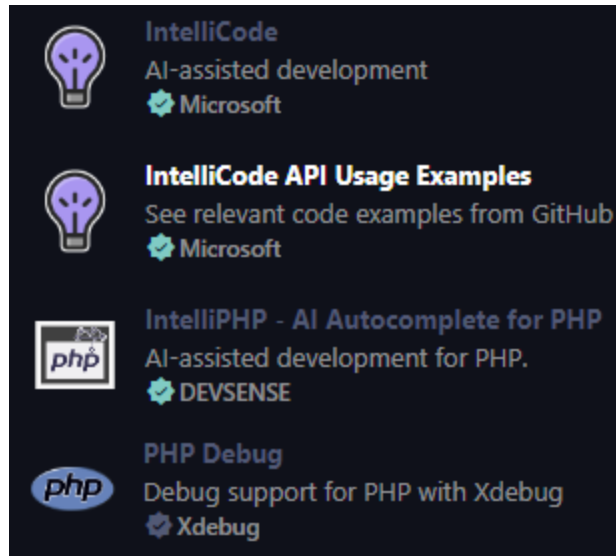 IntelliCode
AI-assisted development
Microsoft
IntelliCode API Usage Examples
See relevant code examples from GitHub
Microsoft
IntelliPHP - AI Autocomplete for PHP
php
AI-assisted development for PHP.
DEVSENSE
PHP Debug
php
Debug support for PHP with Xdebug
Xdebug